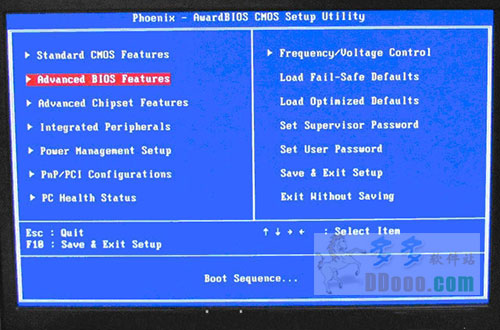 Phoenix - AwardBIOS CMOS Setup Utility
▶ Standard CMOS Features
▶ Advanced BIOS Features
▶ Advanced Chipset Features
▶ Integrated Peripherals
▶ Power Management Setup
▶ PnP/PCI Configurations
▶ PC Health Status
▶ Frequency/Voltage Control
Load Fail-Safe Defaults
Load Optimized Defaults
Set Supervisor Password
Set User Password
Save & Exit Setup
Exit Without Saving
Esc : Quit
F10 : Save & Exit Setup
↑ ↓ → ← : Select Item
Boot Sequence...
多多软件站
DDooo.com